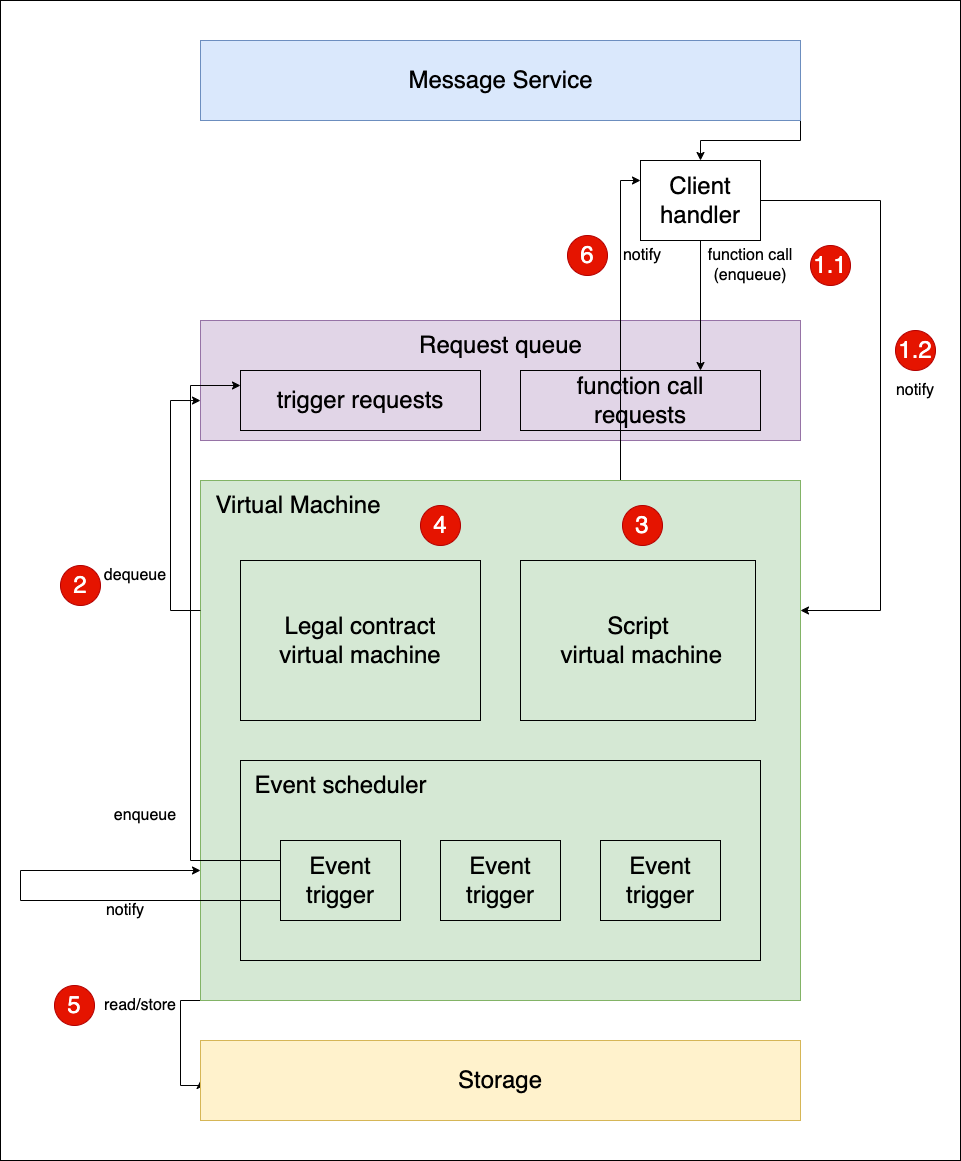 Message Service
Client
handler
6
notify
function call
(enqueue)
1.1
Request queue
1.2
notify
trigger requests
function call
requests
Virtual Machine
4
3
2
dequeue
Legal contract
virtual machine
Script
virtual machine
Event scheduler
enqueue
Event
trigger
Event
trigger
Event
trigger
notify
5
read/store
Storage